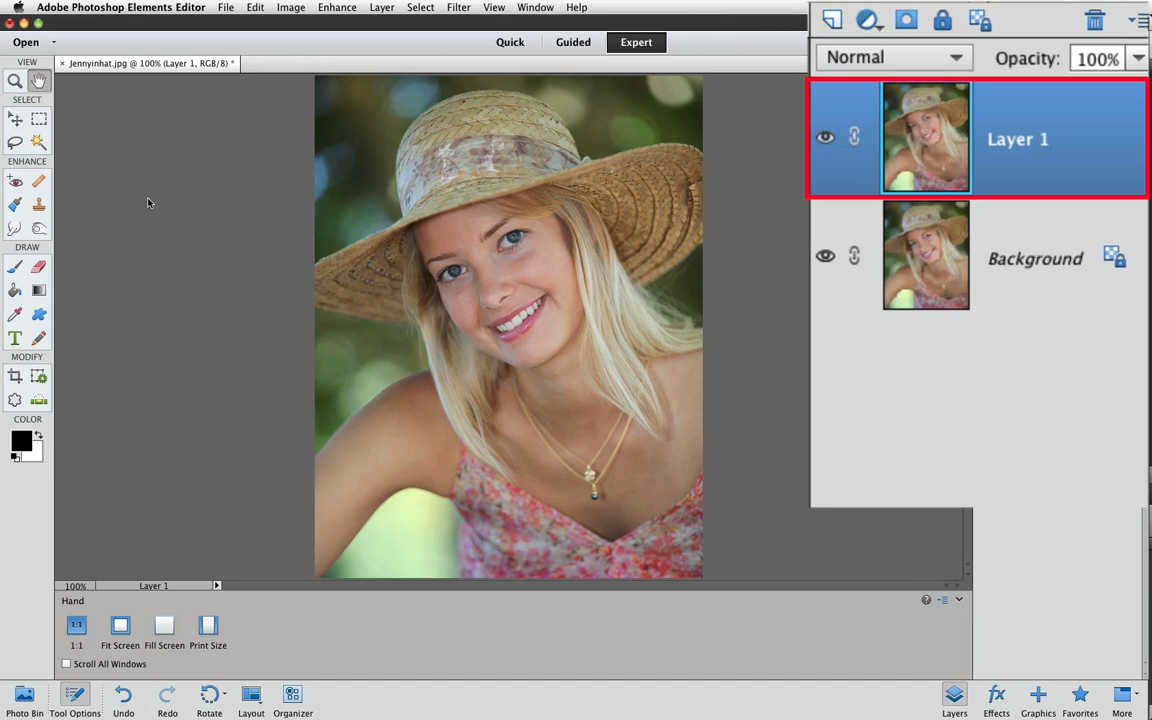 Adobe Photoshop Elements Editor File Edit Image Enhance Layer Select Filter View Window Help
Open Quick Guided Expert
× Jennyinhat.jpg @ 100% (Layer 1, RGB/8) *
VIEW
SELECT
ENHANCE
DRAW
T
MODIFY
COLOR
Normal Opacity: 100%
Layer 1
Background
100% Layer 1
Hand
1:1
1:1 Fit Screen Fill Screen Print Size
Scroll All Windows
fx
Photo Bin Tool Options Undo Redo Rotate Layout Organizer Layers Effects Graphics Favorites More